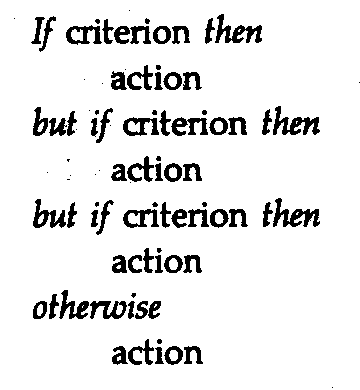 If criterion then
action
but if criterion then
action
but if criterion then
action
otherwise
action